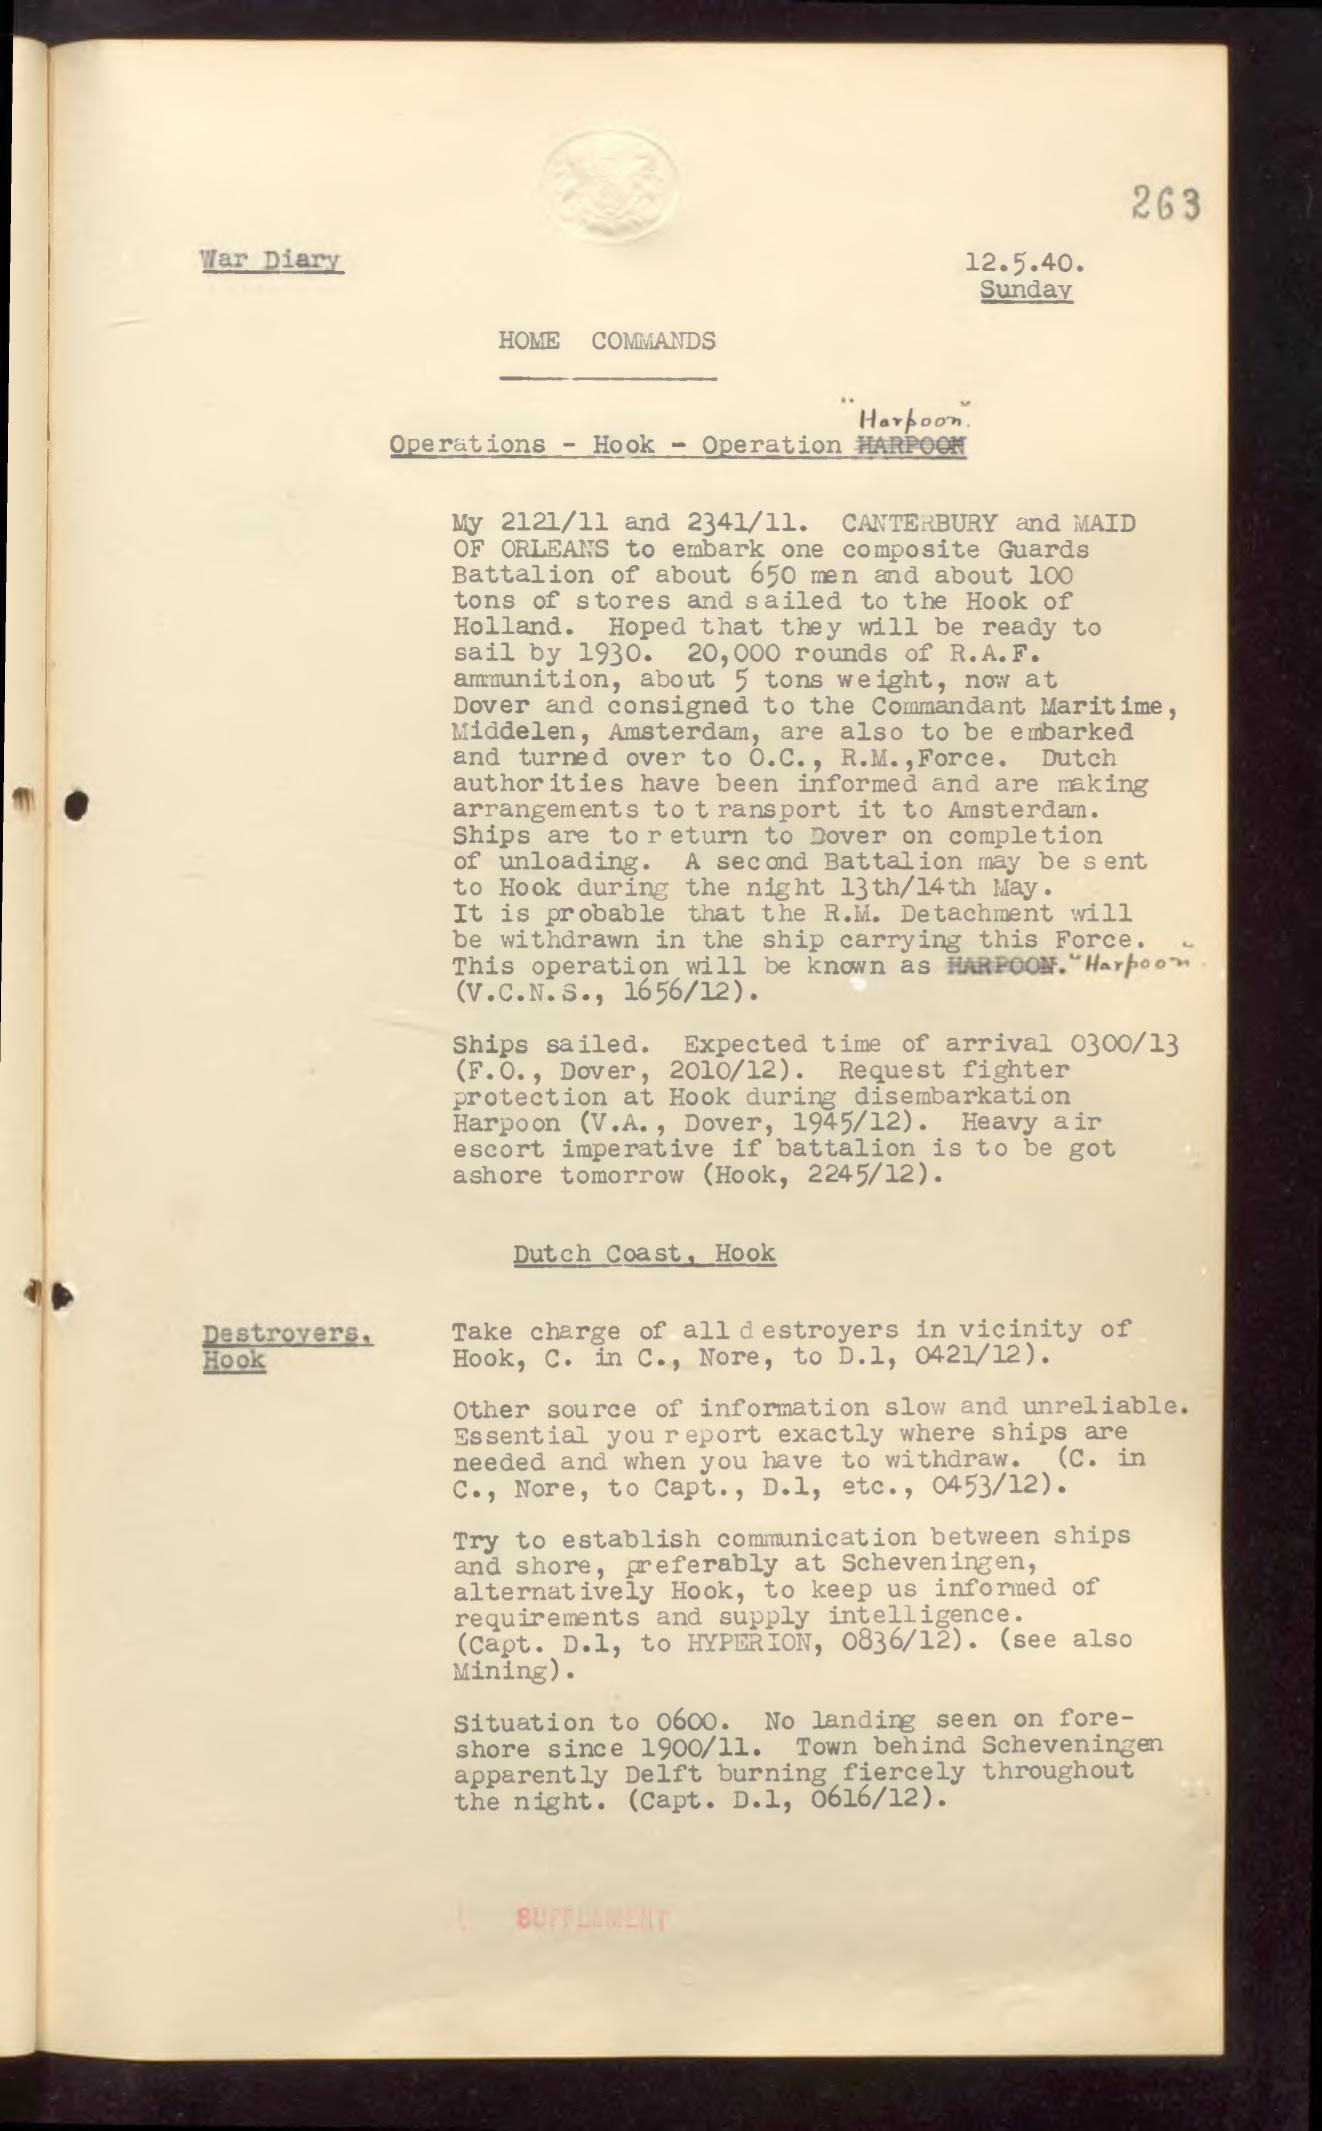 263
War Diary
12.5.40.
Sunday
HOME COMMANDS
"Harpoon".
Operations - Hook - Operation HARPOON
My 2121/11 and 2341/11. CANTERBURY and MAID
OF ORLEANS to embark one composite Guards
Battalion of about 650 men and about 100
tons of stores and sailed to the Hook of
Holland. Hoped that they will be ready to
sail by 1930. 20,000 rounds of R.A.F.
ammunition, about 5 tons weight, now at
Dover and consigned to the Commandant Maritime,
Middelen, Amsterdam, are also to be embarked
and turned over to O.C., R.M.,Force. Dutch
authorities have been informed and are making
arrangements to transport it to Amsterdam.
Ships are to return to Dover on completion
of unloading. A second Battalion may be sent
to Hook during the night 13th/14th May.
It is probable that the R.M. Detachment will
be withdrawn in the ship carrying this Force.
This operation will be known as HARPOON. "Harpoon"
(V.C.N.S., 1656/12).
Ships sailed. Expected time of arrival 0300/13
(F.O., Dover, 2010/12). Request fighter
protection at Hook during disembarkation
Harpoon (V.A., Dover, 1945/12). Heavy air
escort imperative if battalion is to be got
ashore tomorrow (Hook, 2245/12).
Dutch Coast, Hook
Destroyers,
Hook
Take charge of all destroyers in vicinity of
Hook, C. in C., Nore, to D.1, 0421/12).
Other source of information slow and unreliable.
Essential you report exactly where ships are
needed and when you have to withdraw. (C. in
C., Nore, to Capt., D.1, etc., 0453/12).
Try to establish communication between ships
and shore, preferably at Scheveningen,
alternatively Hook, to keep us informed of
requirements and supply intelligence.
(Capt. D.1, to HYPERION, 0836/12). (see also
Mining).
Situation to 0600. No landing seen on fore-
shore since 1900/11. Town behind Scheveningen
apparently Delft burning fiercely throughout
the night. (Capt. D.1, 0616/12).
SUPPLEMENT